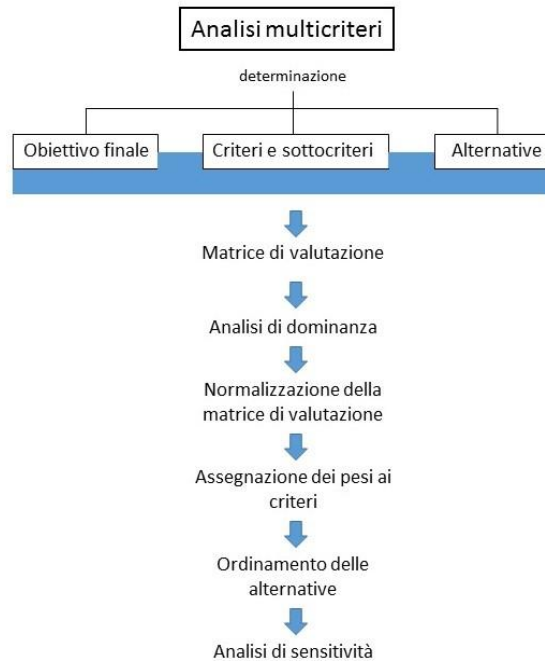 Analisi multicriteri
determinazione
Obiettivo finale
Criteri e sottocriteri
Alternative
Matrice di valutazione
Analisi di dominanza
Normalizzazione della
matrice di valutazione
Assegnazione dei pesi ai
criteri
Ordinamento delle
alternative
Analisi di sensitività